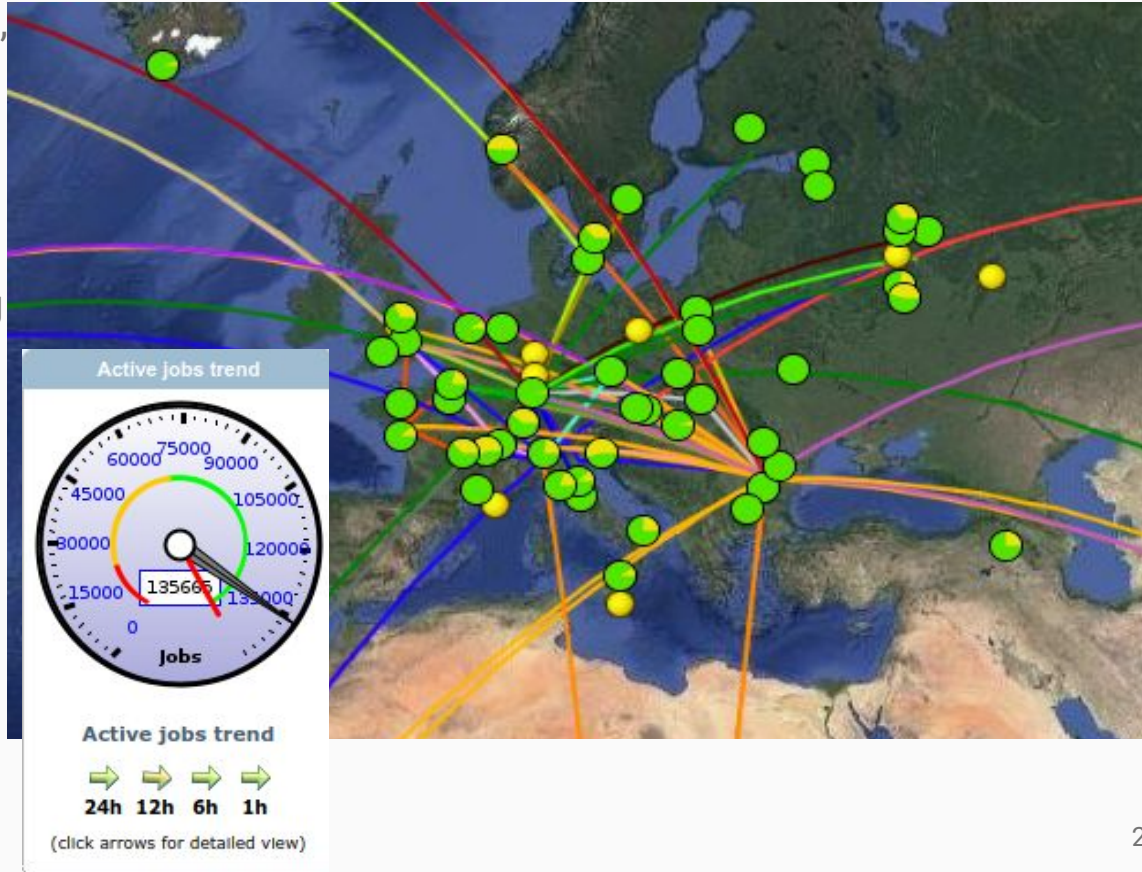 ,
Active jobs trend
75000
60000
90000
45000
105000
30000
120000
135665
15000
135000
0
Jobs
Active jobs trend
24h 12h 6h 1h
(click arrows for detailed view)
2